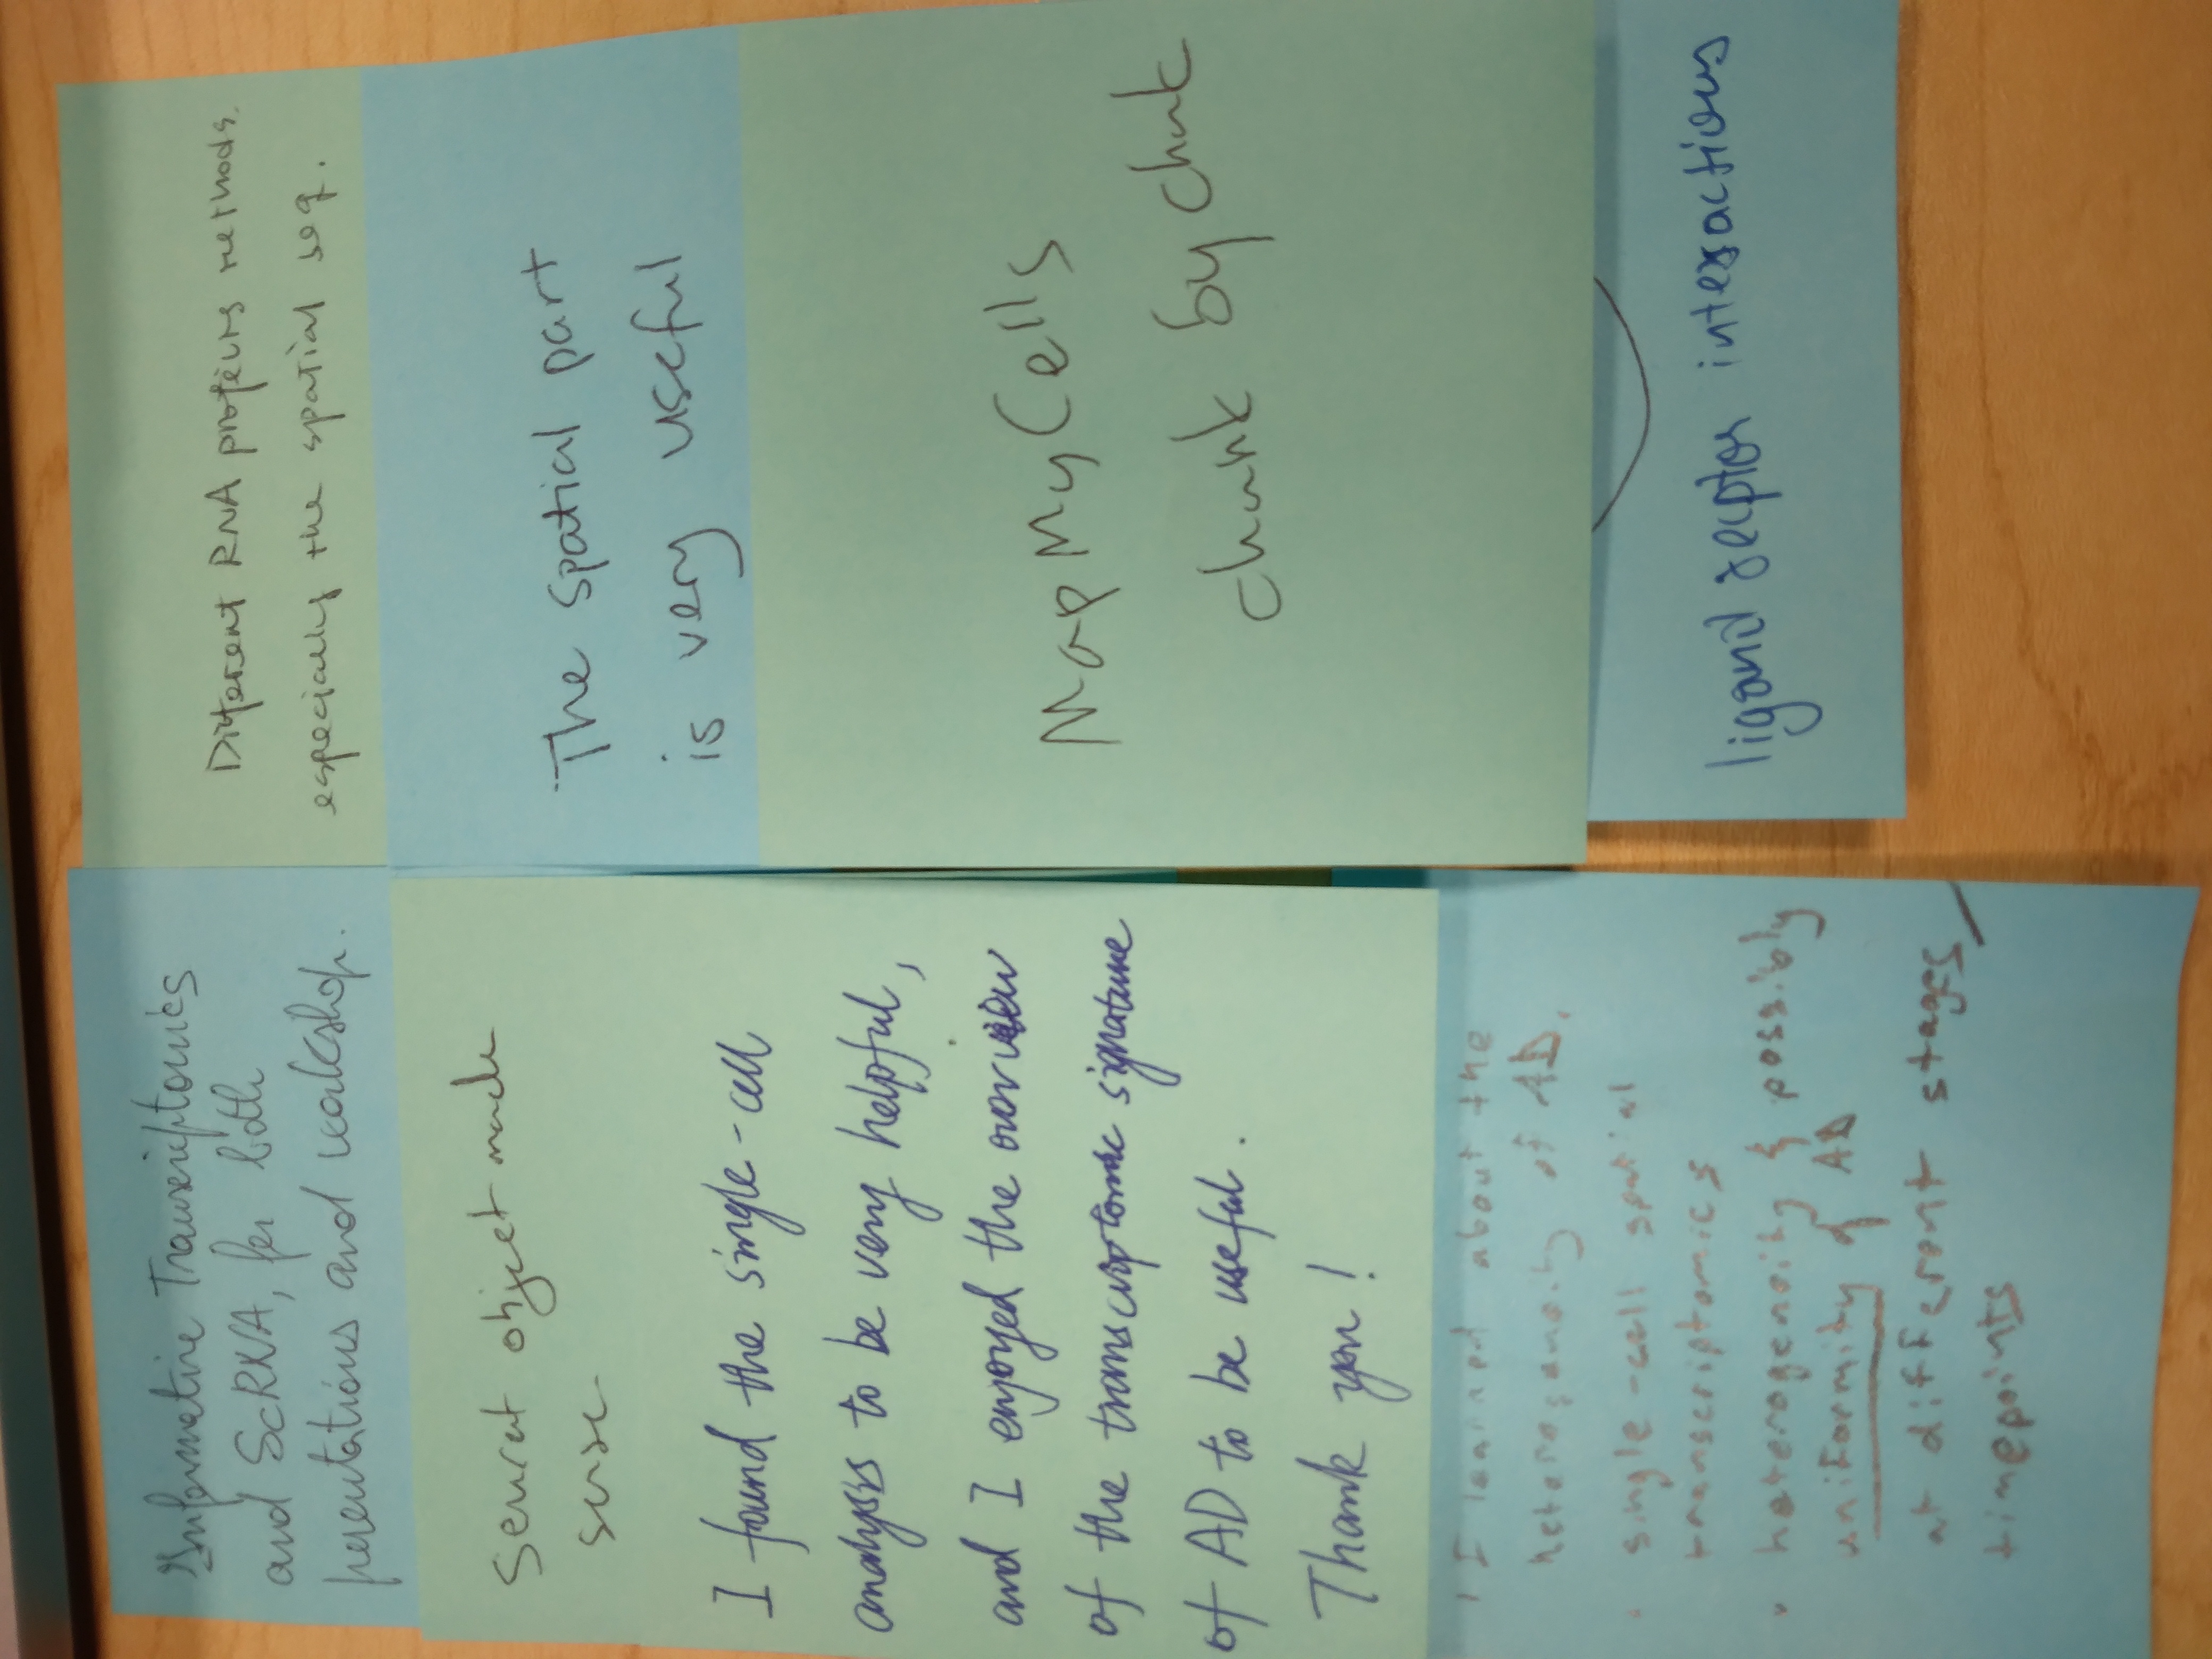 Informative Transcriptomics
and ScRNA, for both
presentations and workshop.
Seurat object made
sense
I found the single-cell
analysis to be very helpful,
and I enjoyed the overview
of the transcriptomic signature
of AD to be useful.
Thank you!
I learned about the
heterogeneity of AD.
• single-cell spatial
transcriptomics
• heterogeneity & possibly
uniformity of AD
at different stages/
timepoints
Different RNA methods.
especially the spatial seq.
The spatial part
is very useful
MapMyCells
chunk by chunk
ligand receptor interactions